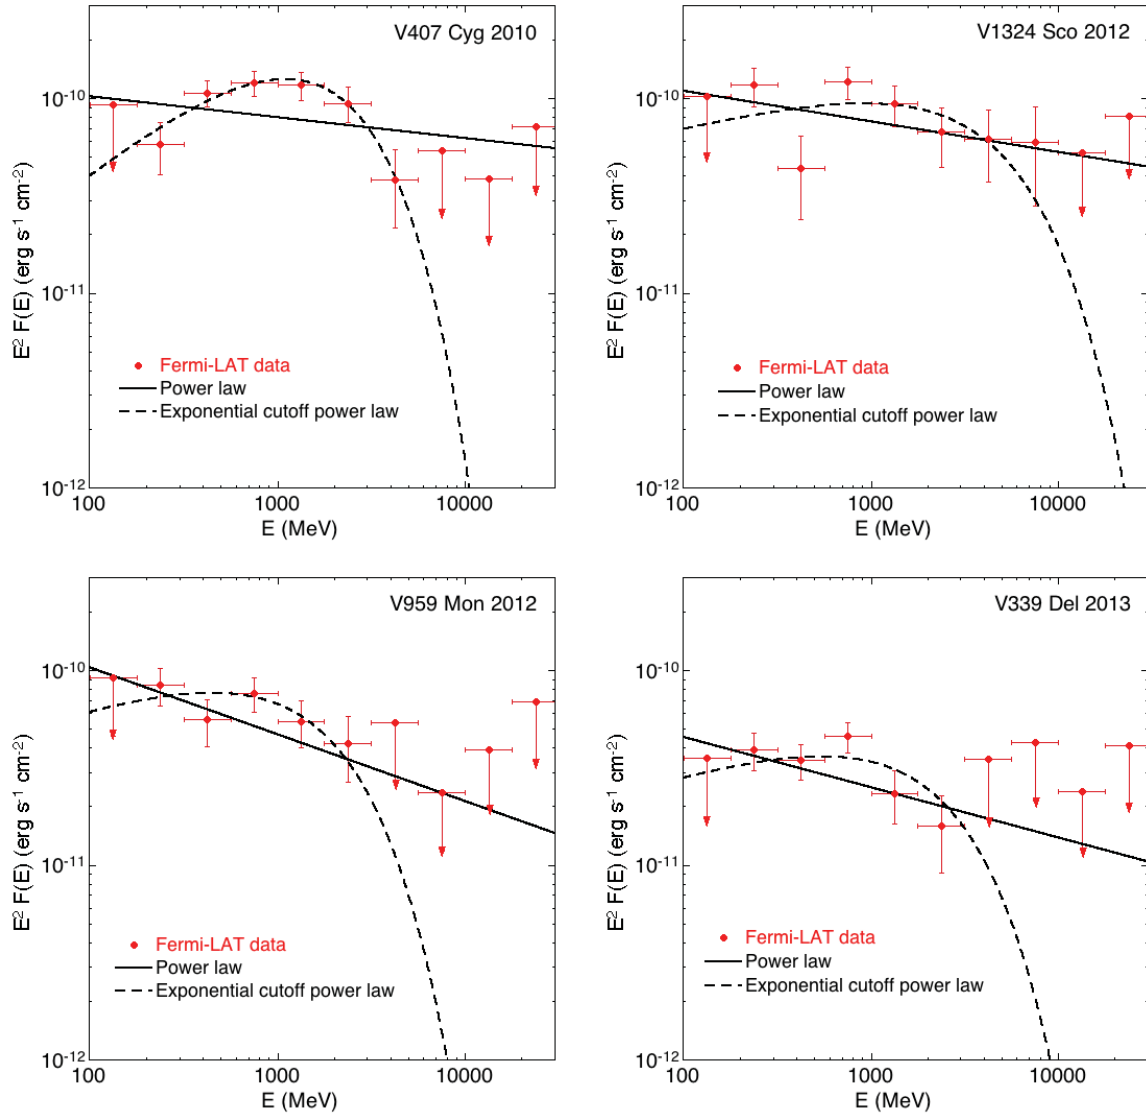 V407 Cyg 2010
10⁻¹⁰
10⁻¹¹
10⁻¹²
E² F(E) (erg s⁻¹ cm⁻²)
Fermi-LAT data
Power law
Exponential cutoff power law
100 1000 10000
E (MeV)
V1324 Sco 2012
10⁻¹⁰
10⁻¹¹
10⁻¹²
E² F(E) (erg s⁻¹ cm⁻²)
Fermi-LAT data
Power law
Exponential cutoff power law
100 1000 10000
E (MeV)
V959 Mon 2012
10⁻¹⁰
10⁻¹¹
10⁻¹²
E² F(E) (erg s⁻¹ cm⁻²)
Fermi-LAT data
Power law
Exponential cutoff power law
100 1000 10000
E (MeV)
V339 Del 2013
10⁻¹⁰
10⁻¹¹
10⁻¹²
E² F(E) (erg s⁻¹ cm⁻²)
Fermi-LAT data
Power law
Exponential cutoff power law
100 1000 10000
E (MeV)